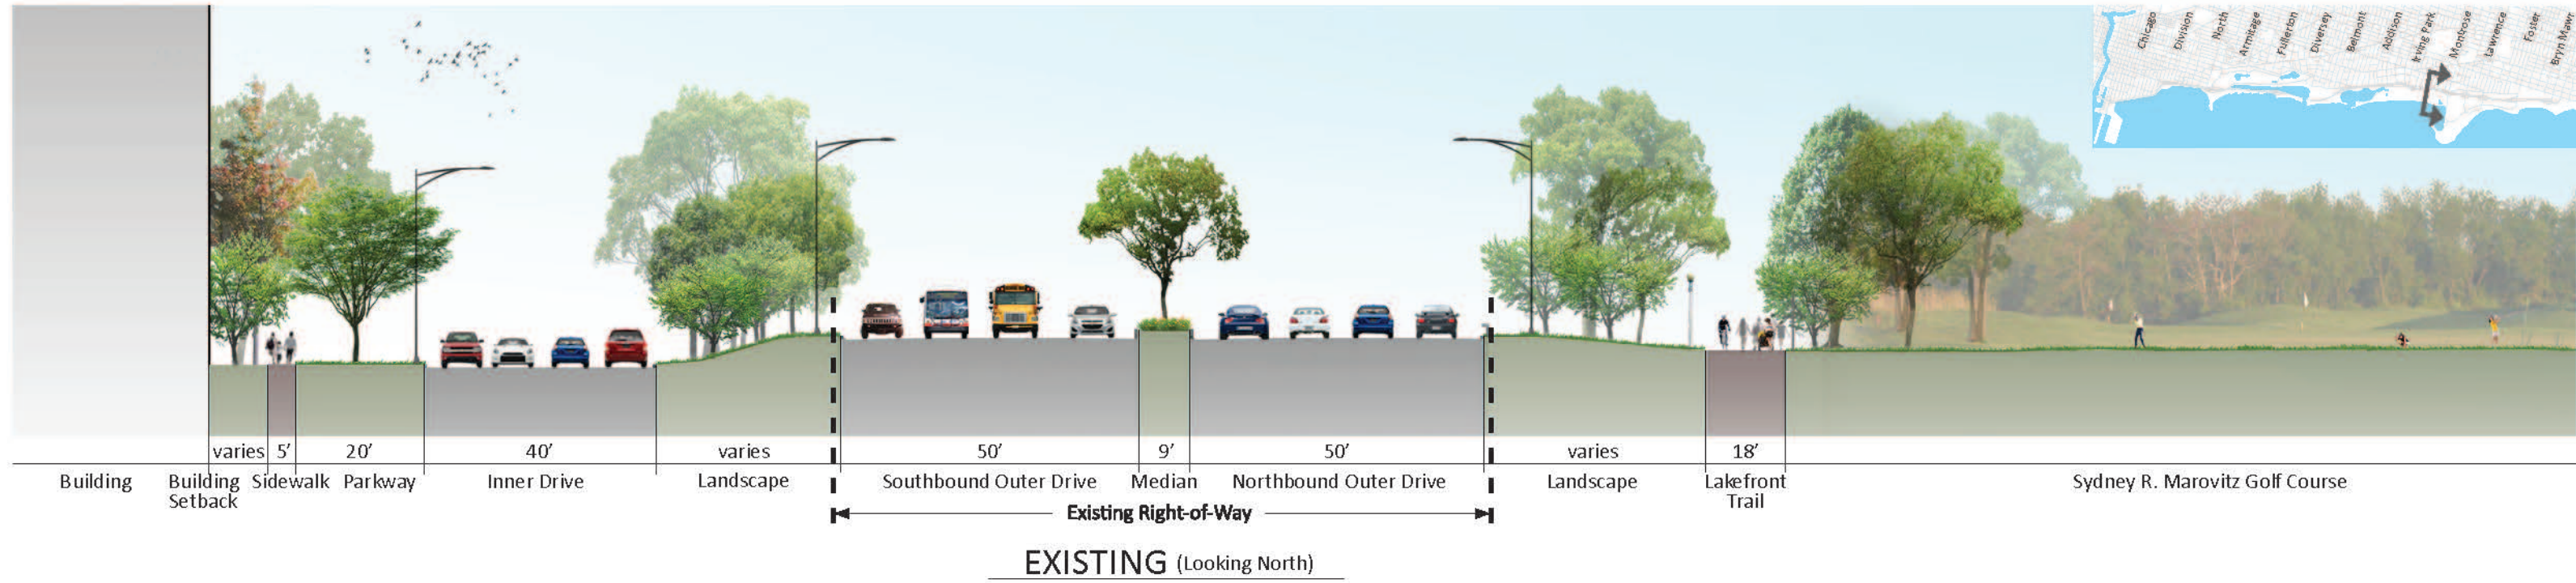 Chicago
Division
North
Armitage
Fullerton
Diversey
Belmont
Addison
Irving Park
Montrose
Lawrence
Foster
Bryn Mawr
varies 5' 20' 40' varies 50' 9' 50' varies 18'
Building Building Setback Sidewalk Parkway Inner Drive Landscape Southbound Outer Drive Median Northbound Outer Drive Landscape Lakefront Trail Sydney R. Marovitz Golf Course
Existing Right-of-Way
EXISTING (Looking North)